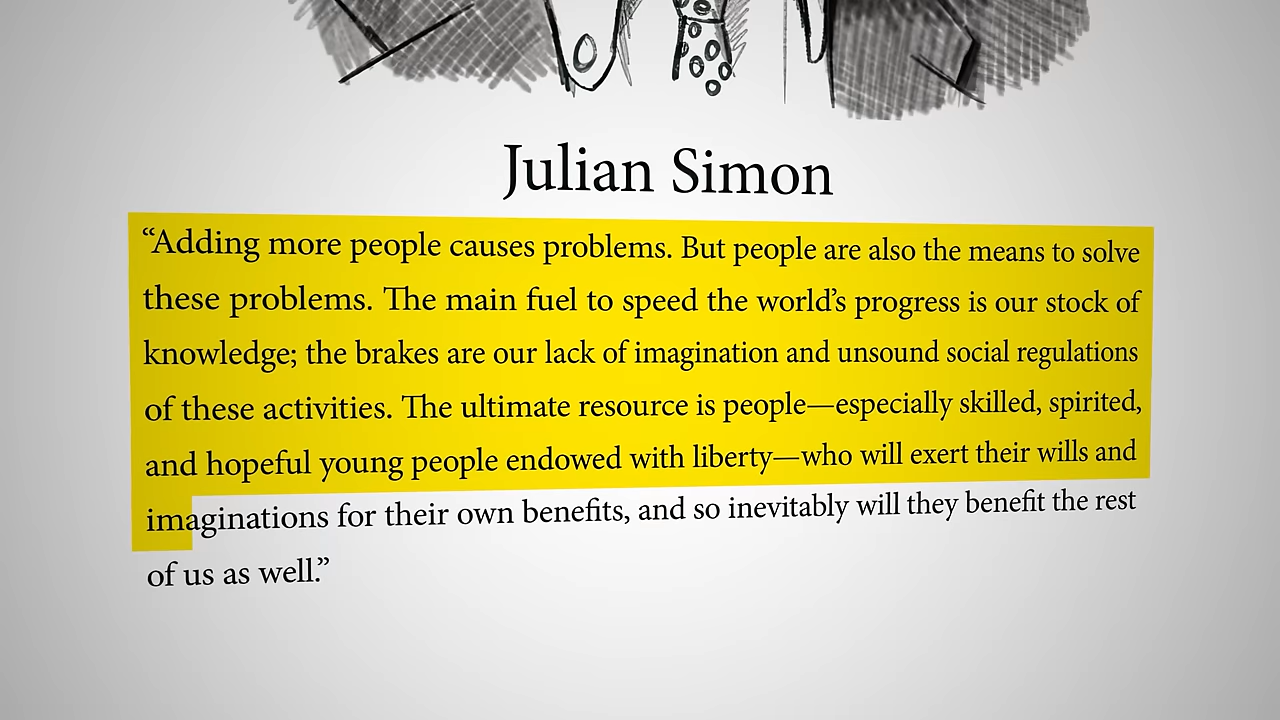 Julian Simon
“Adding more people causes problems. But people are also the means to solve
these problems. The main fuel to speed the world’s progress is our stock of
knowledge; the brakes are our lack of imagination and unsound social regulations
of these activities. The ultimate resource is people—especially skilled, spirited,
and hopeful young people endowed with liberty—who will exert their wills and
imaginations for their own benefits, and so inevitably will they benefit the rest
of us as well.”